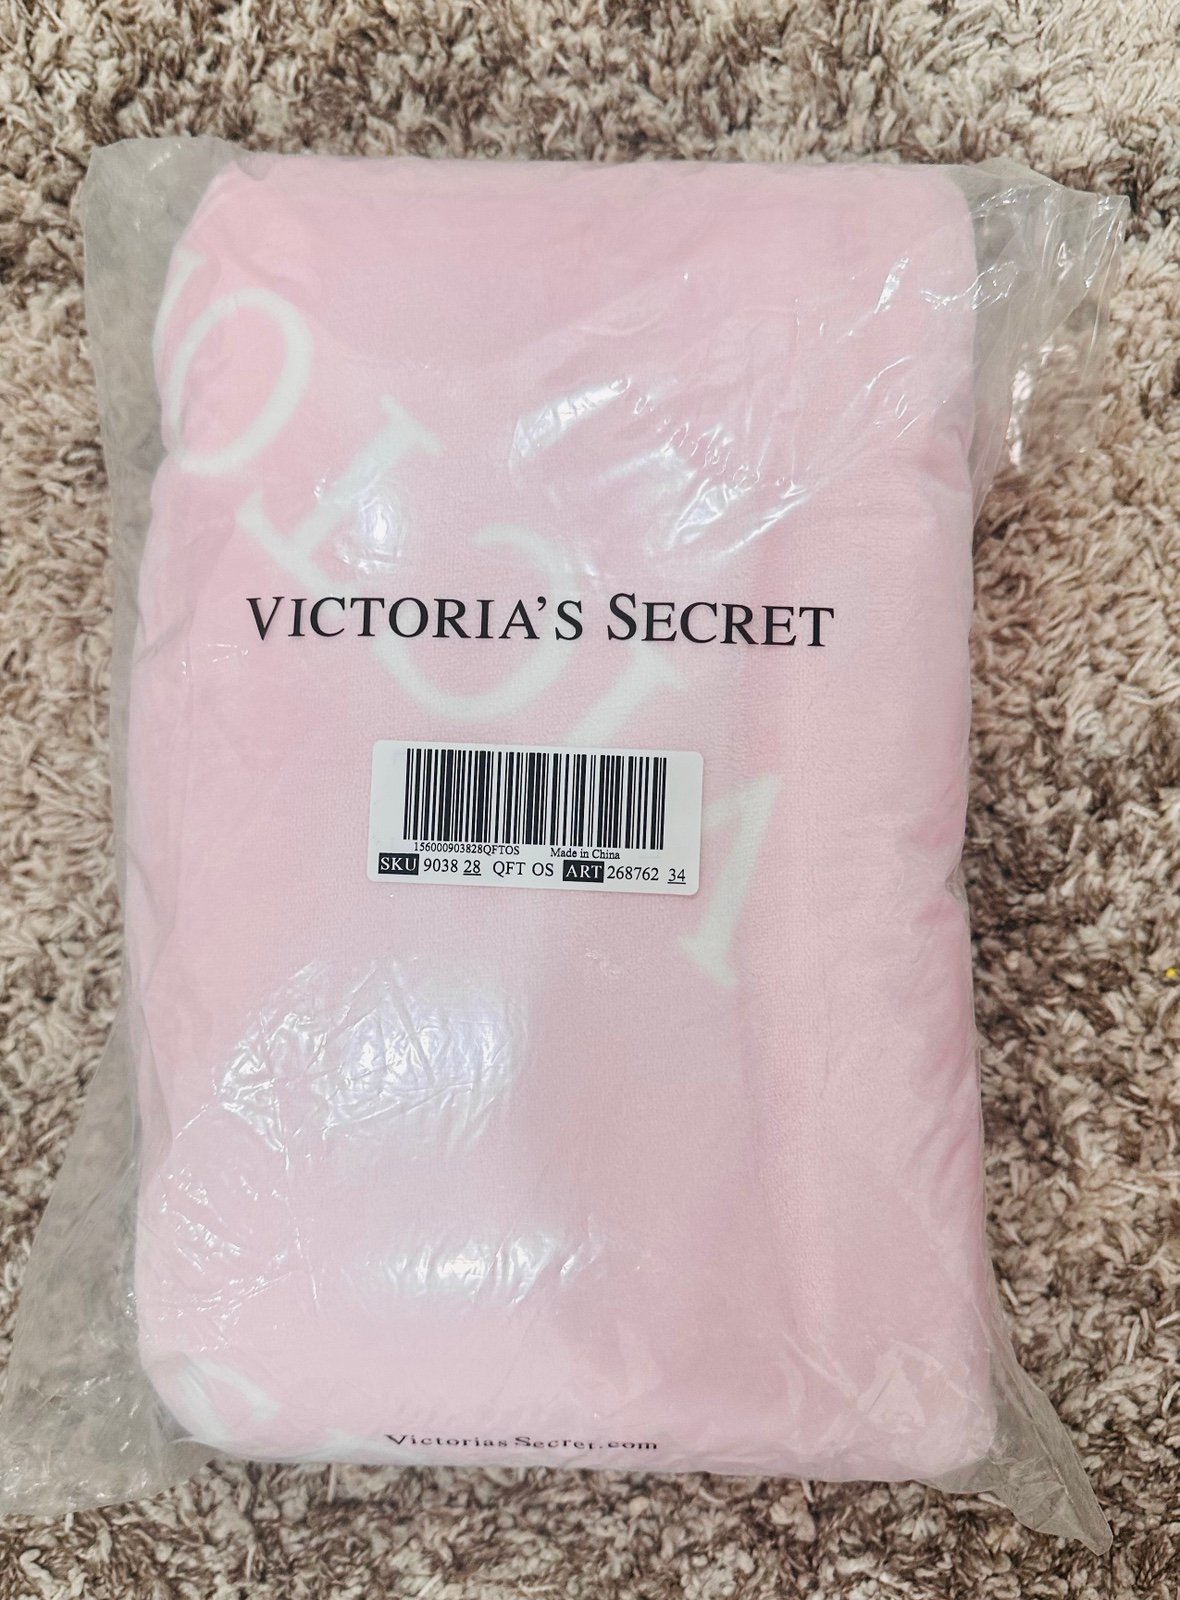 VICTORIA'S SECRET
156000903828QFTOS Made in China
SKU 9038 28 QFT OS ART 268762 34
VictoriasSecret.com